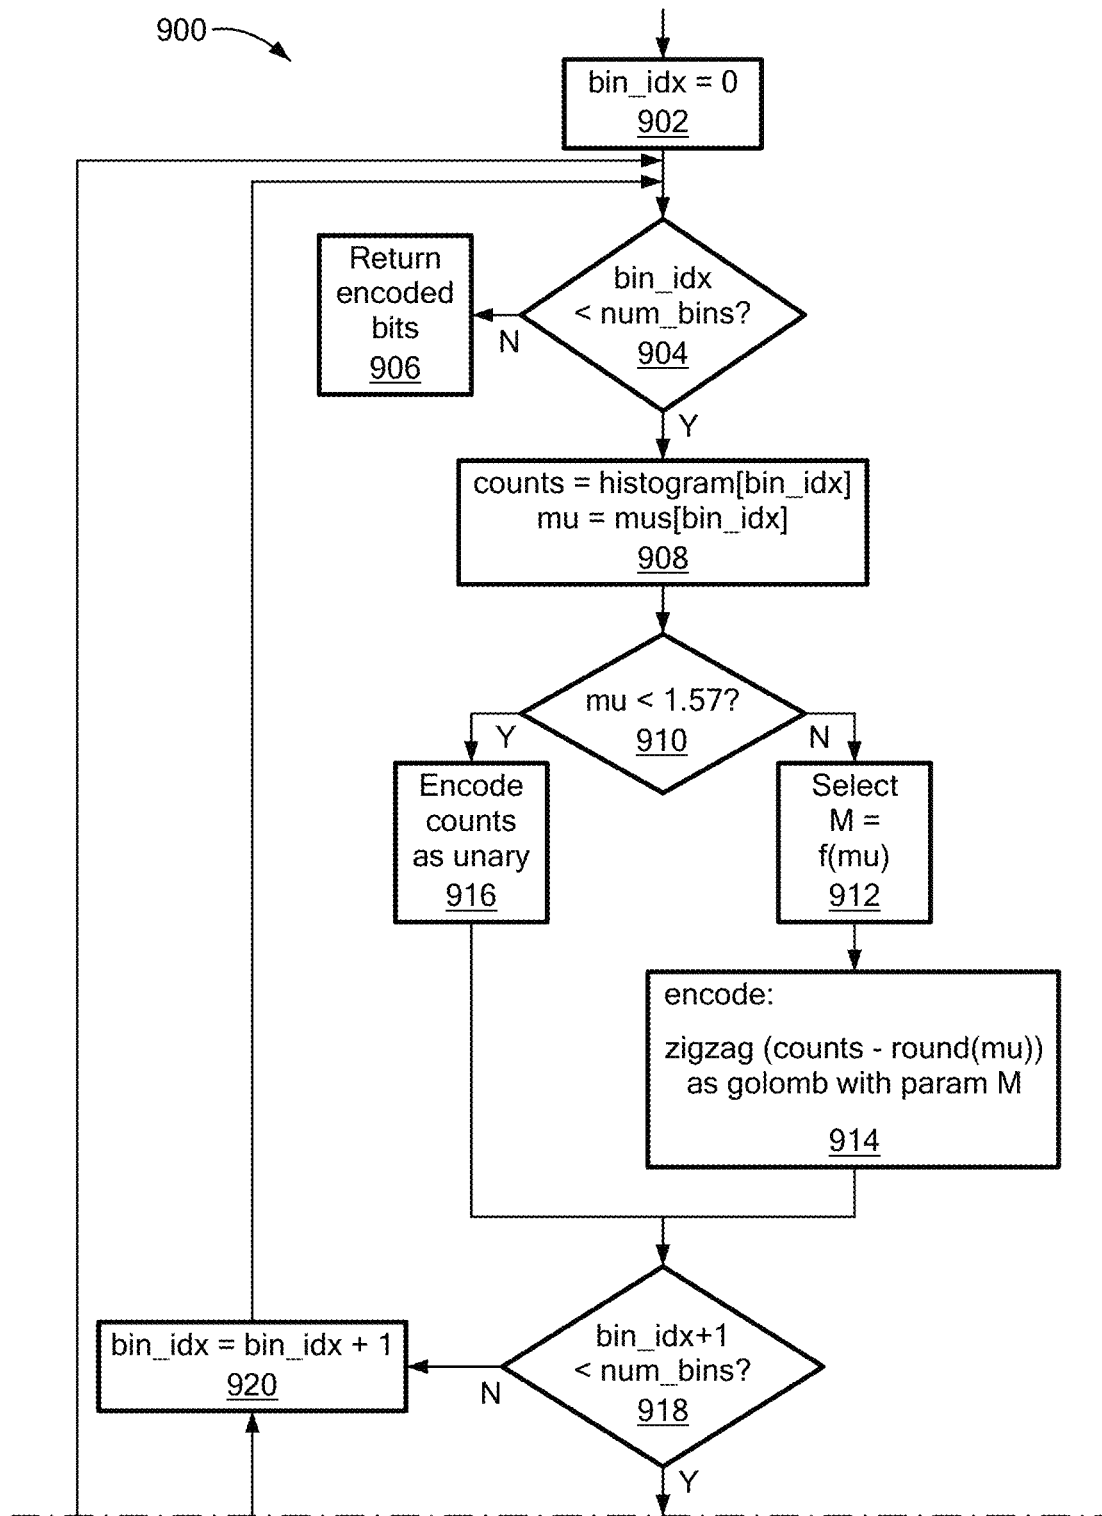 900
bin_idx = 0
902
bin_idx
< num_bins?
904
N
Y
Return
encoded
bits
906
counts = histogram[bin_idx]
mu = mus[bin_idx]
908
mu < 1.57?
910
Y
N
Encode
counts
as unary
916
Select
M =
f(mu)
912
encode:
zigzag (counts - round(mu))
as golomb with param M
914
bin_idx+1
< num_bins?
918
N
Y
bin_idx = bin_idx + 1
920